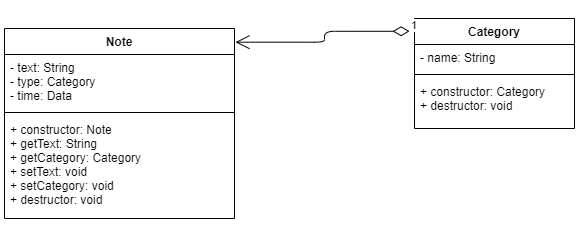 Note
- text: String
- type: Category
- time: Data
+ constructor: Note
+ getText: String
+ getCategory: Category
+ setText: void
+ setCategory: void
+ destructor: void
1
Category
- name: String
+ constructor: Category
+ destructor: void